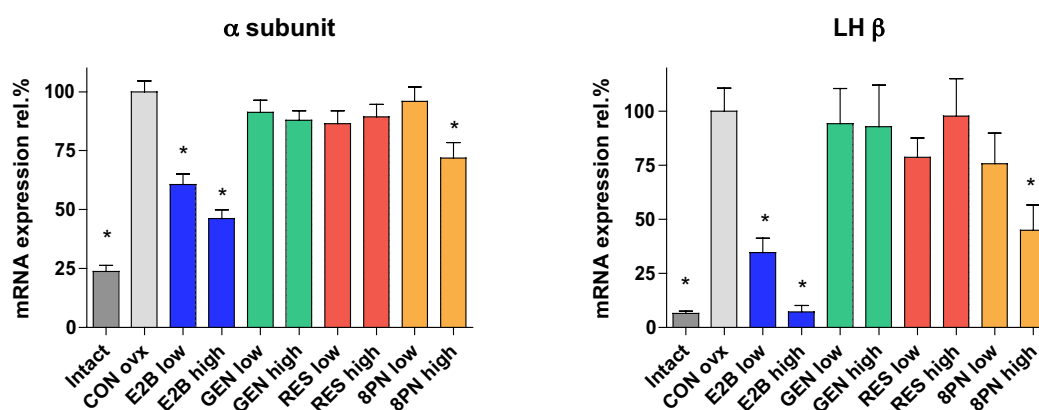 α subunit
mRNA expression rel.%
100
75
50
25
0
*
*
*
*
Intact
CON ovx
E2B low
E2B high
GEN low
GEN high
RES low
RES high
8PN low
8PN high
LH β
mRNA expression rel.%
100
75
50
25
0
*
*
*
*
Intact
CON ovx
E2B low
E2B high
GEN low
GEN high
RES low
RES high
8PN low
8PN high